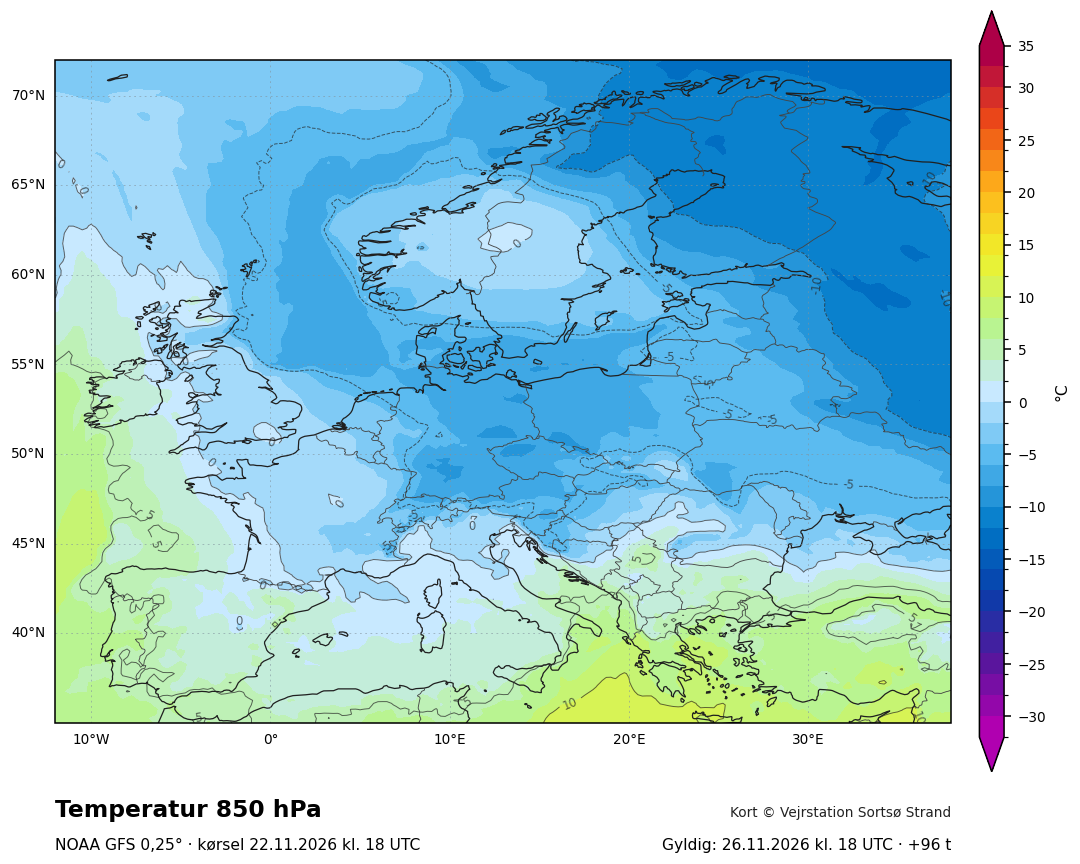 70°N
65°N
60°N
55°N
50°N
45°N
40°N
10°W
0°
10°E
20°E
30°E
35
30
25
20
15
10
5
0
−5
−10
−15
−20
−25
−30
°C
Temperatur 850 hPa
Kort © Vejrstation Sortsø Strand
NOAA GFS 0,25° · kørsel 22.11.2026 kl. 18 UTC
Gyldig: 26.11.2026 kl. 18 UTC · +96 t